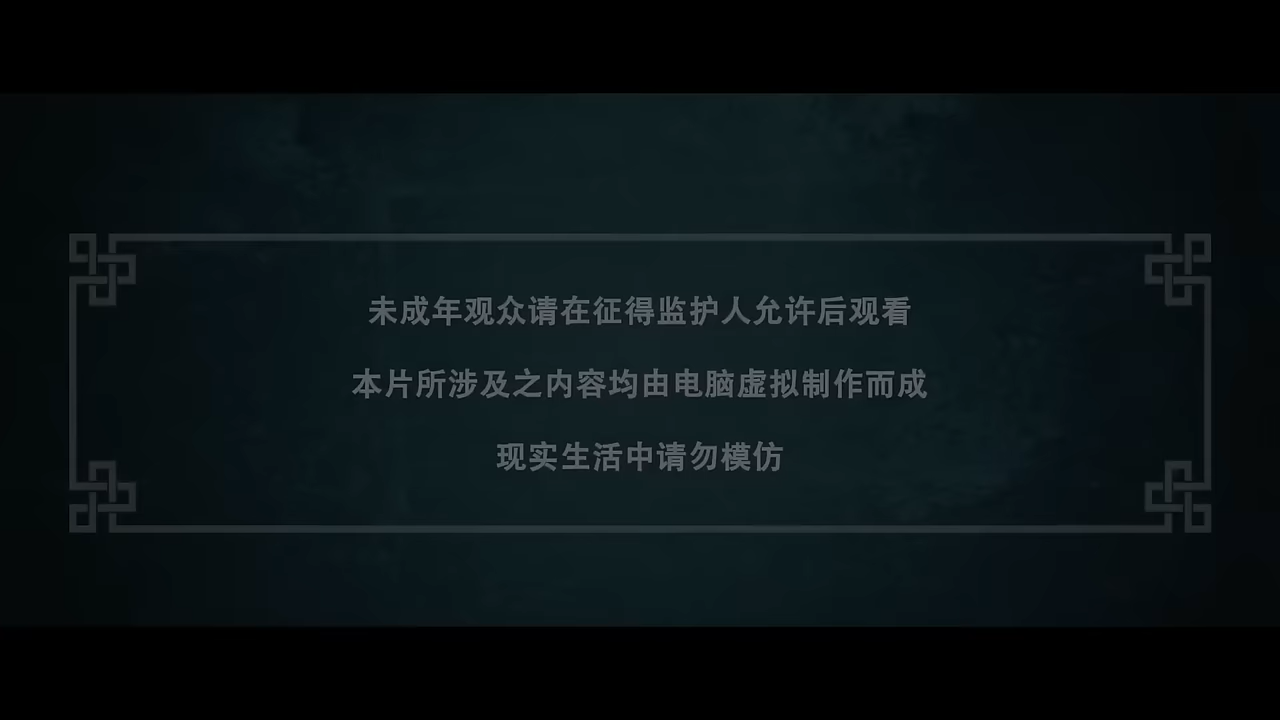 未成年观众请在征得监护人允许后观看
本片所涉及之内容均由电脑虚拟制作而成
现实生活中请勿模仿